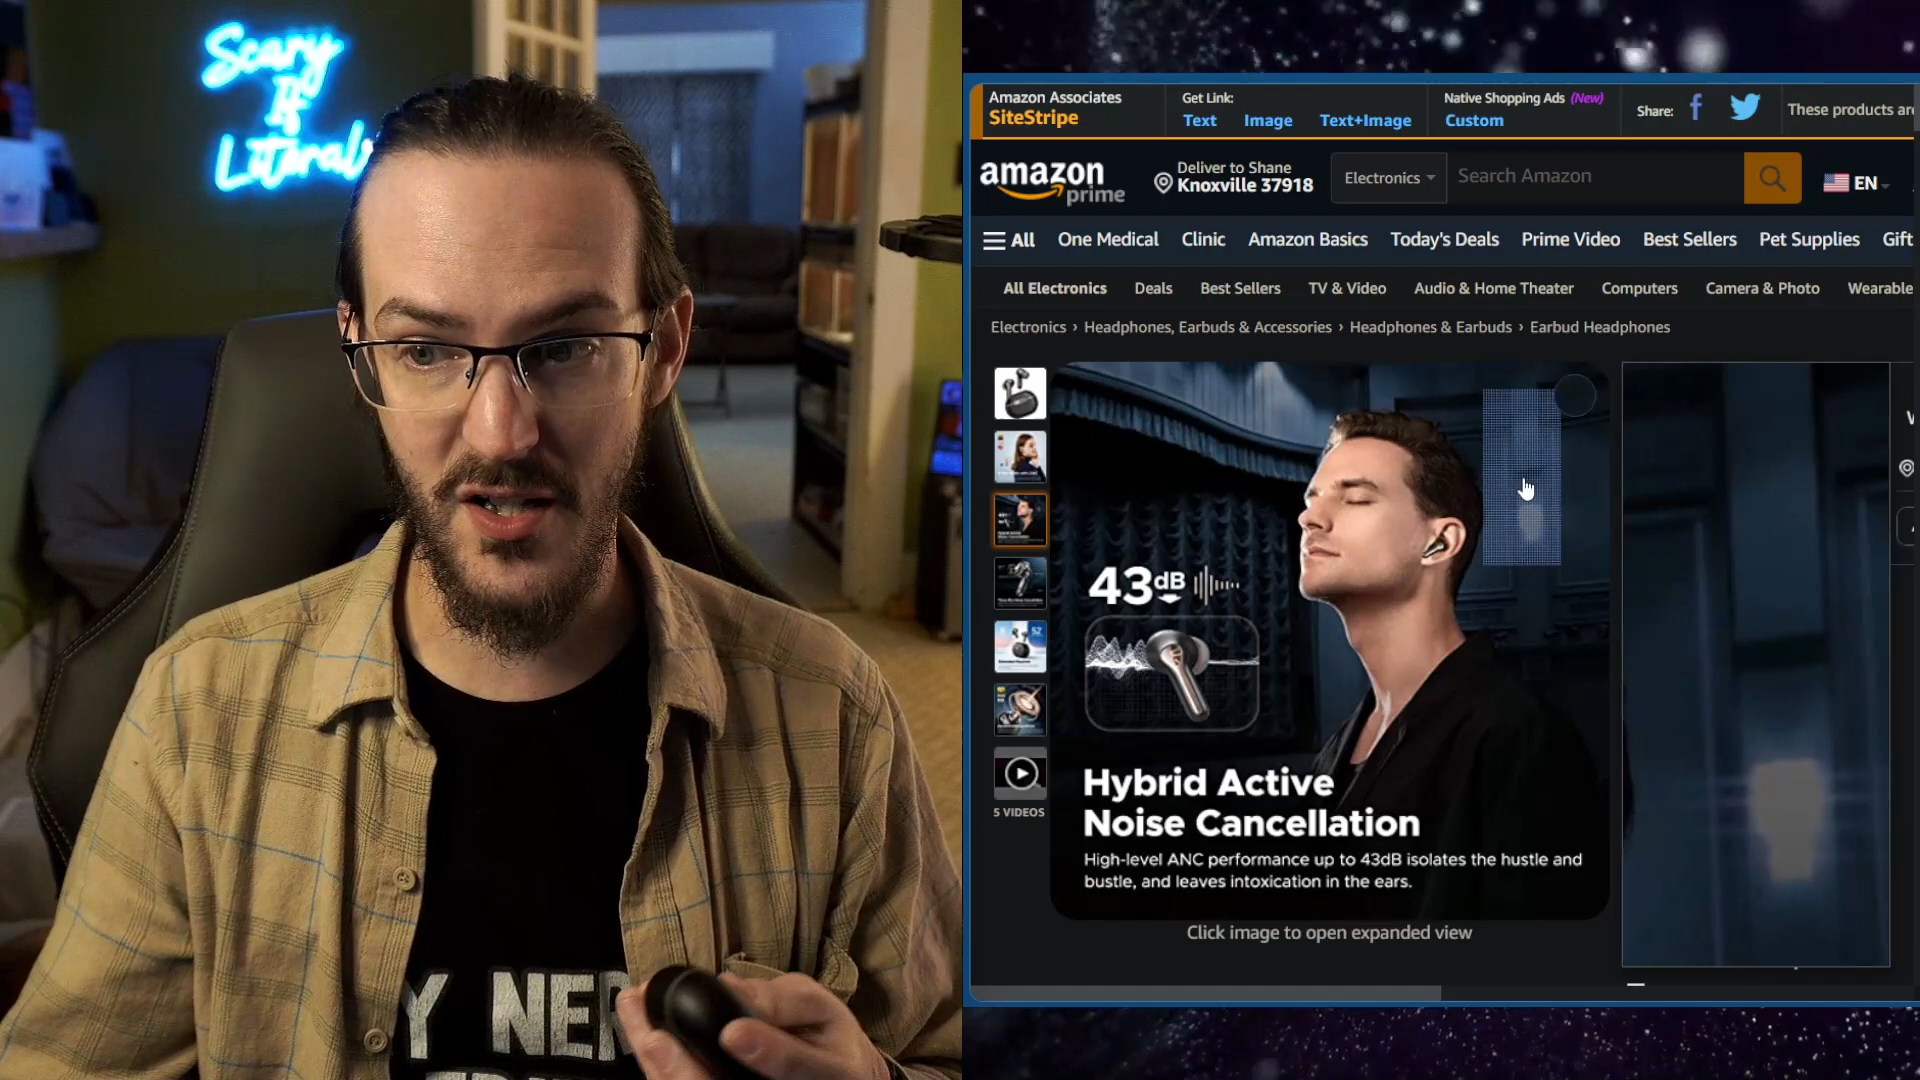 Scary
It
Literal
Y NER
Amazon Associates
SiteStripe
Get Link:
Text
Image
Text+Image
Native Shopping Ads (New)
Custom
Share:
These products ar
amazon
prime
Deliver to Shane
Knoxville 37918
Electronics
Search Amazon
EN
All
One Medical
Clinic
Amazon Basics
Today's Deals
Prime Video
Best Sellers
Pet Supplies
Gift
All Electronics
Deals
Best Sellers
TV & Video
Audio & Home Theater
Computers
Camera & Photo
Wearable
Electronics › Headphones, Earbuds & Accessories › Headphones & Earbuds › Earbud Headphones
43dB
Hybrid Active
Noise Cancellation
High-level ANC performance up to 43dB isolates the hustle and
bustle, and leaves intoxication in the ears.
5 VIDEOS
Click image to open expanded view